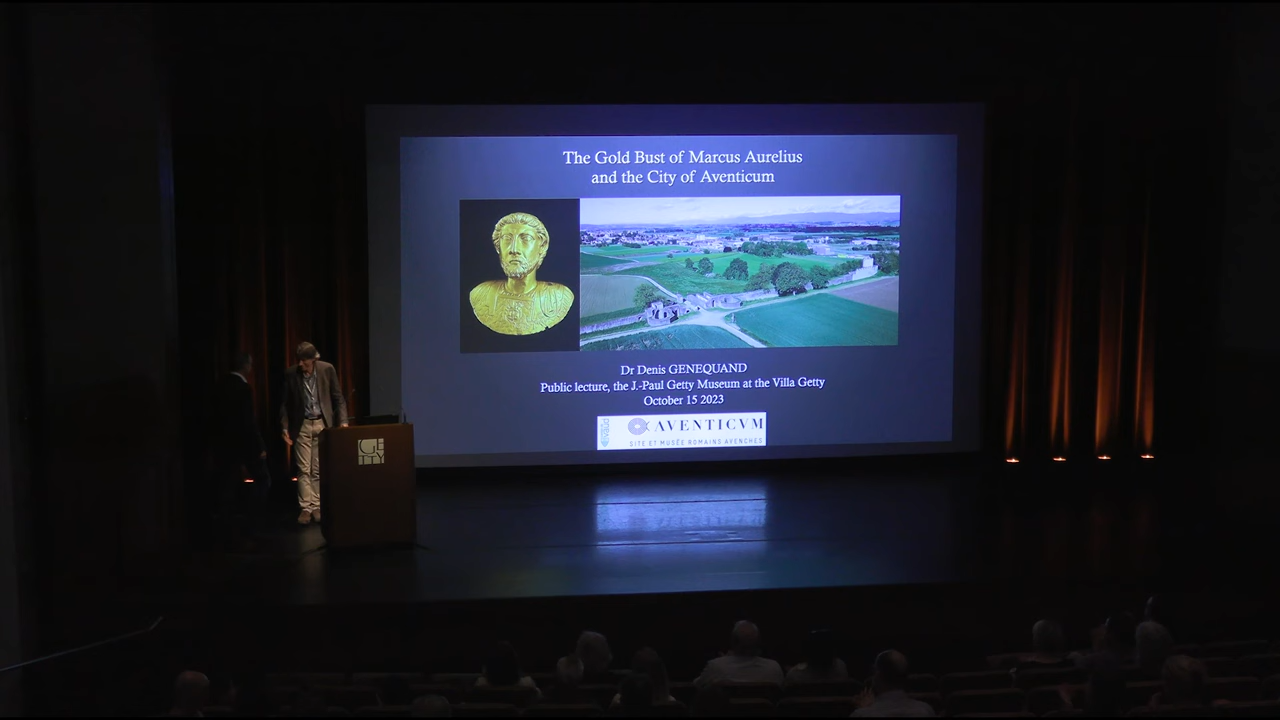 The Gold Bust of Marcus Aurelius
and the City of Aventicum
Dr Denis GENEQUAND
Public lecture, the J.-Paul Getty Museum at the Villa Getty
October 15 2023
AVENTICVM
SITE ET MUSÉE ROMAINS AVENCHES
GETTY